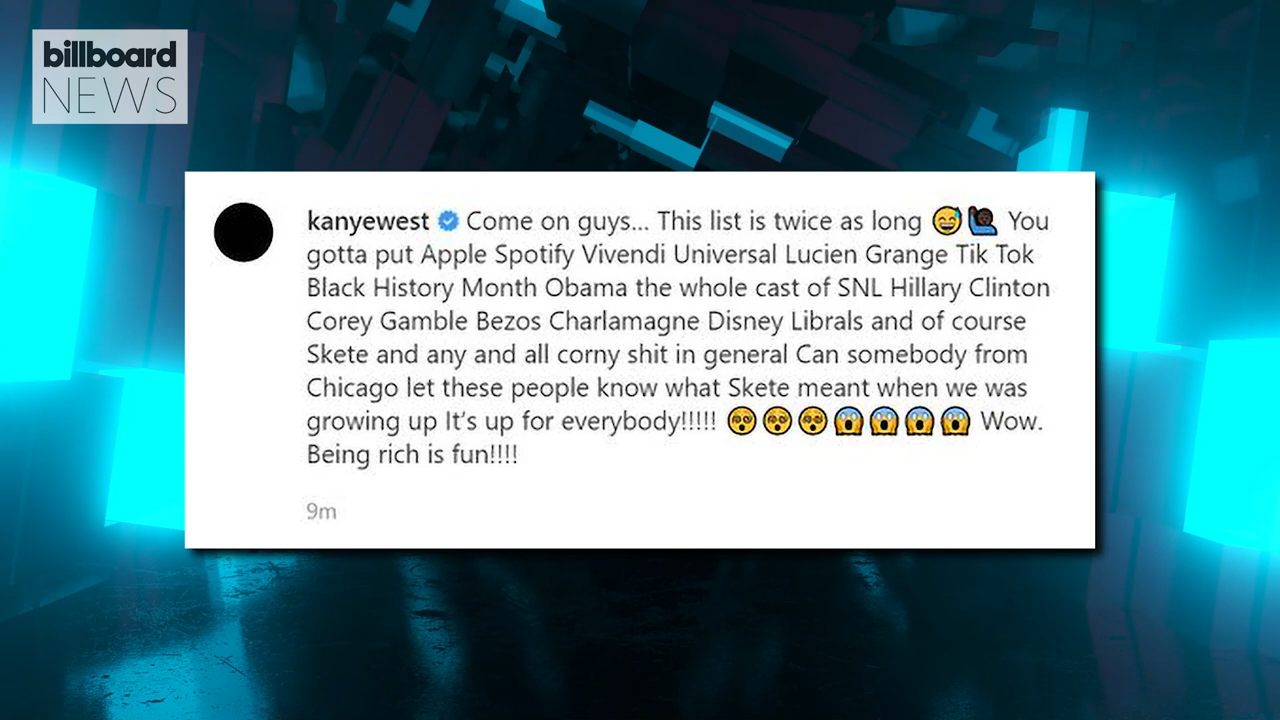 billboard
NEWS
kanyewest Come on guys... This list is twice as long 😅🙋🏿 You
gotta put Apple Spotify Vivendi Universal Lucien Grange Tik Tok
Black History Month Obama the whole cast of SNL Hillary Clinton
Corey Gamble Bezos Charlamagne Disney Librals and of course
Skete and any and all corny shit in general Can somebody from
Chicago let these people know what Skete meant when we was
growing up It’s up for everybody!!!!! 😵😵😵😱😱😱😱 Wow.
Being rich is fun!!!!
9m